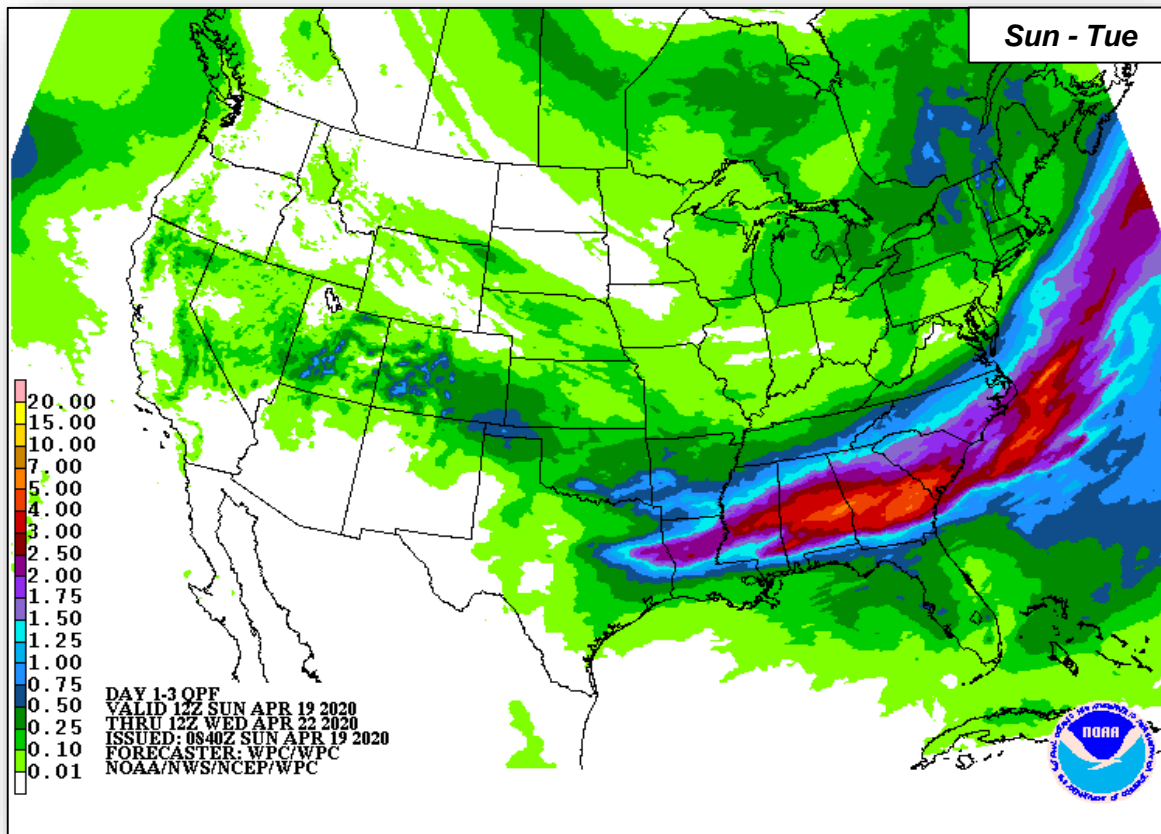 Sun - Tue
20.00
15.00
10.00
7.00
5.00
4.00
3.00
2.50
2.00
1.75
1.50
1.25
1.00
0.75
0.50
0.25
0.10
0.01
DAY 1-3 QPF
VALID 12Z SUN APR 19 2020
THRU 12Z WED APR 22 2020
ISSUED: 0840Z SUN APR 19 2020
FORECASTER: WPC/WPC
NOAA/NWS/NCEP/WPC
NOAA